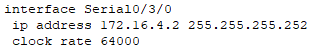 interface Serial0/3/0
 ip address 172.16.4.2 255.255.255.252
 clock rate 64000